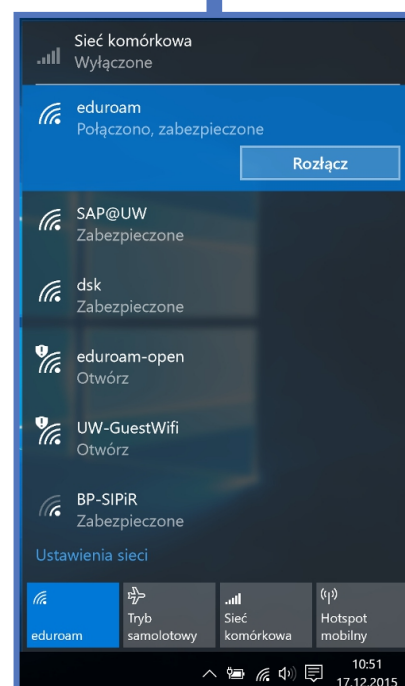 Sieć komórkowa
Wyłączone
eduroam
Połączono, zabezpieczone
Rozłącz
SAP@UW
Zabezpieczone
dsk
Zabezpieczone
eduroam-open
Otwórz
UW-GuestWifi
Otwórz
BP-SIPiR
Zabezpieczone
Ustawienia sieci
eduroam
Tryb samolotowy
Sieć komórkowa
Hotspot mobilny
10:51
17.12.2015